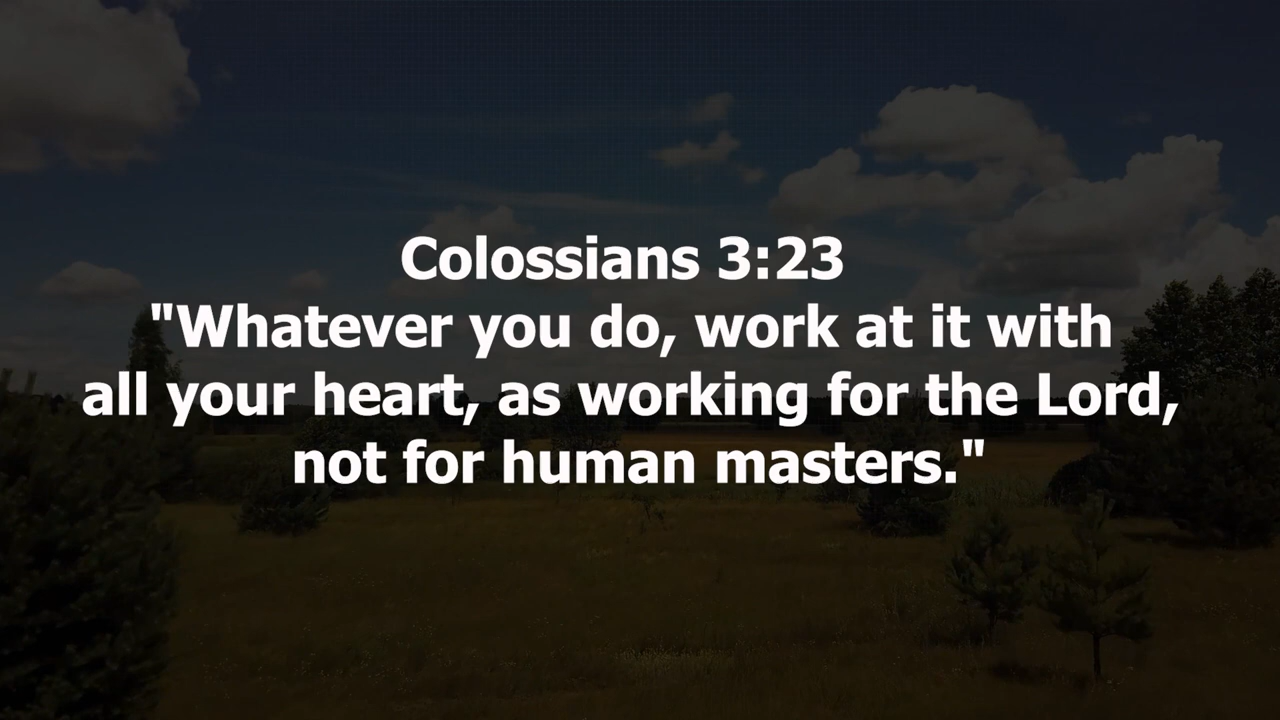 Colossians 3:23
"Whatever you do, work at it with
all your heart, as working for the Lord,
not for human masters."